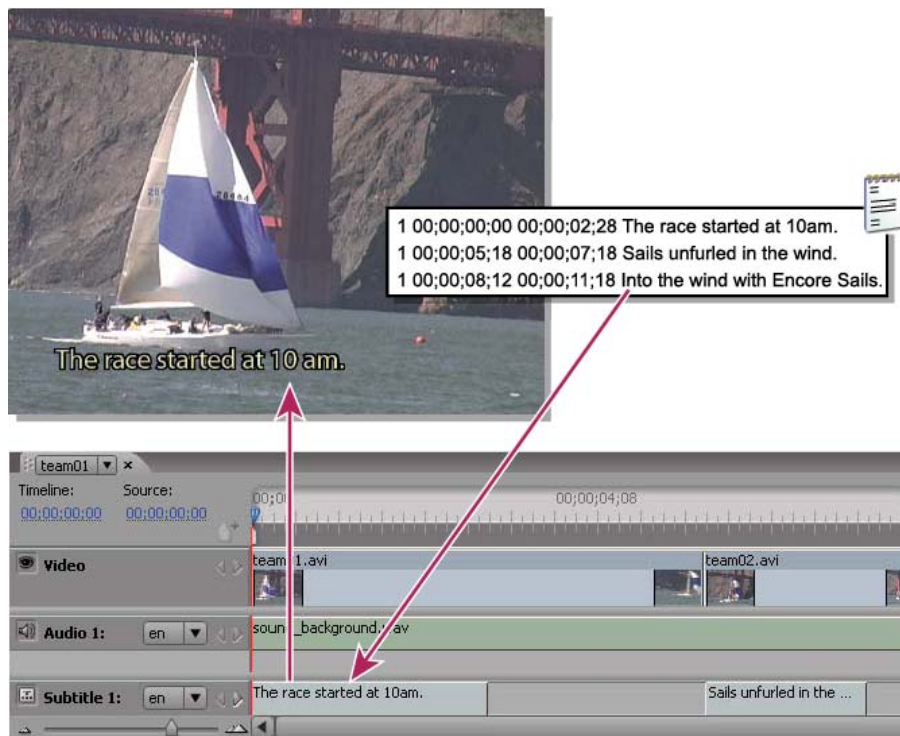 28684
1 00;00;00;00 00;00;02;28 The race started at 10am.
1 00;00;05;18 00;00;07;18 Sails unfurled in the wind.
1 00;00;08;12 00;00;11;18 Into the wind with Encore Sails.
The race started at 10 am.
team01
Timeline: Source:
00;00;00;00 00;00;00;00
00;00;04;08
Video
team01.avi team02.avi
Audio 1: en
sound_background.wav
Subtitle 1: en
The race started at 10am. Sails unfurled in the ...